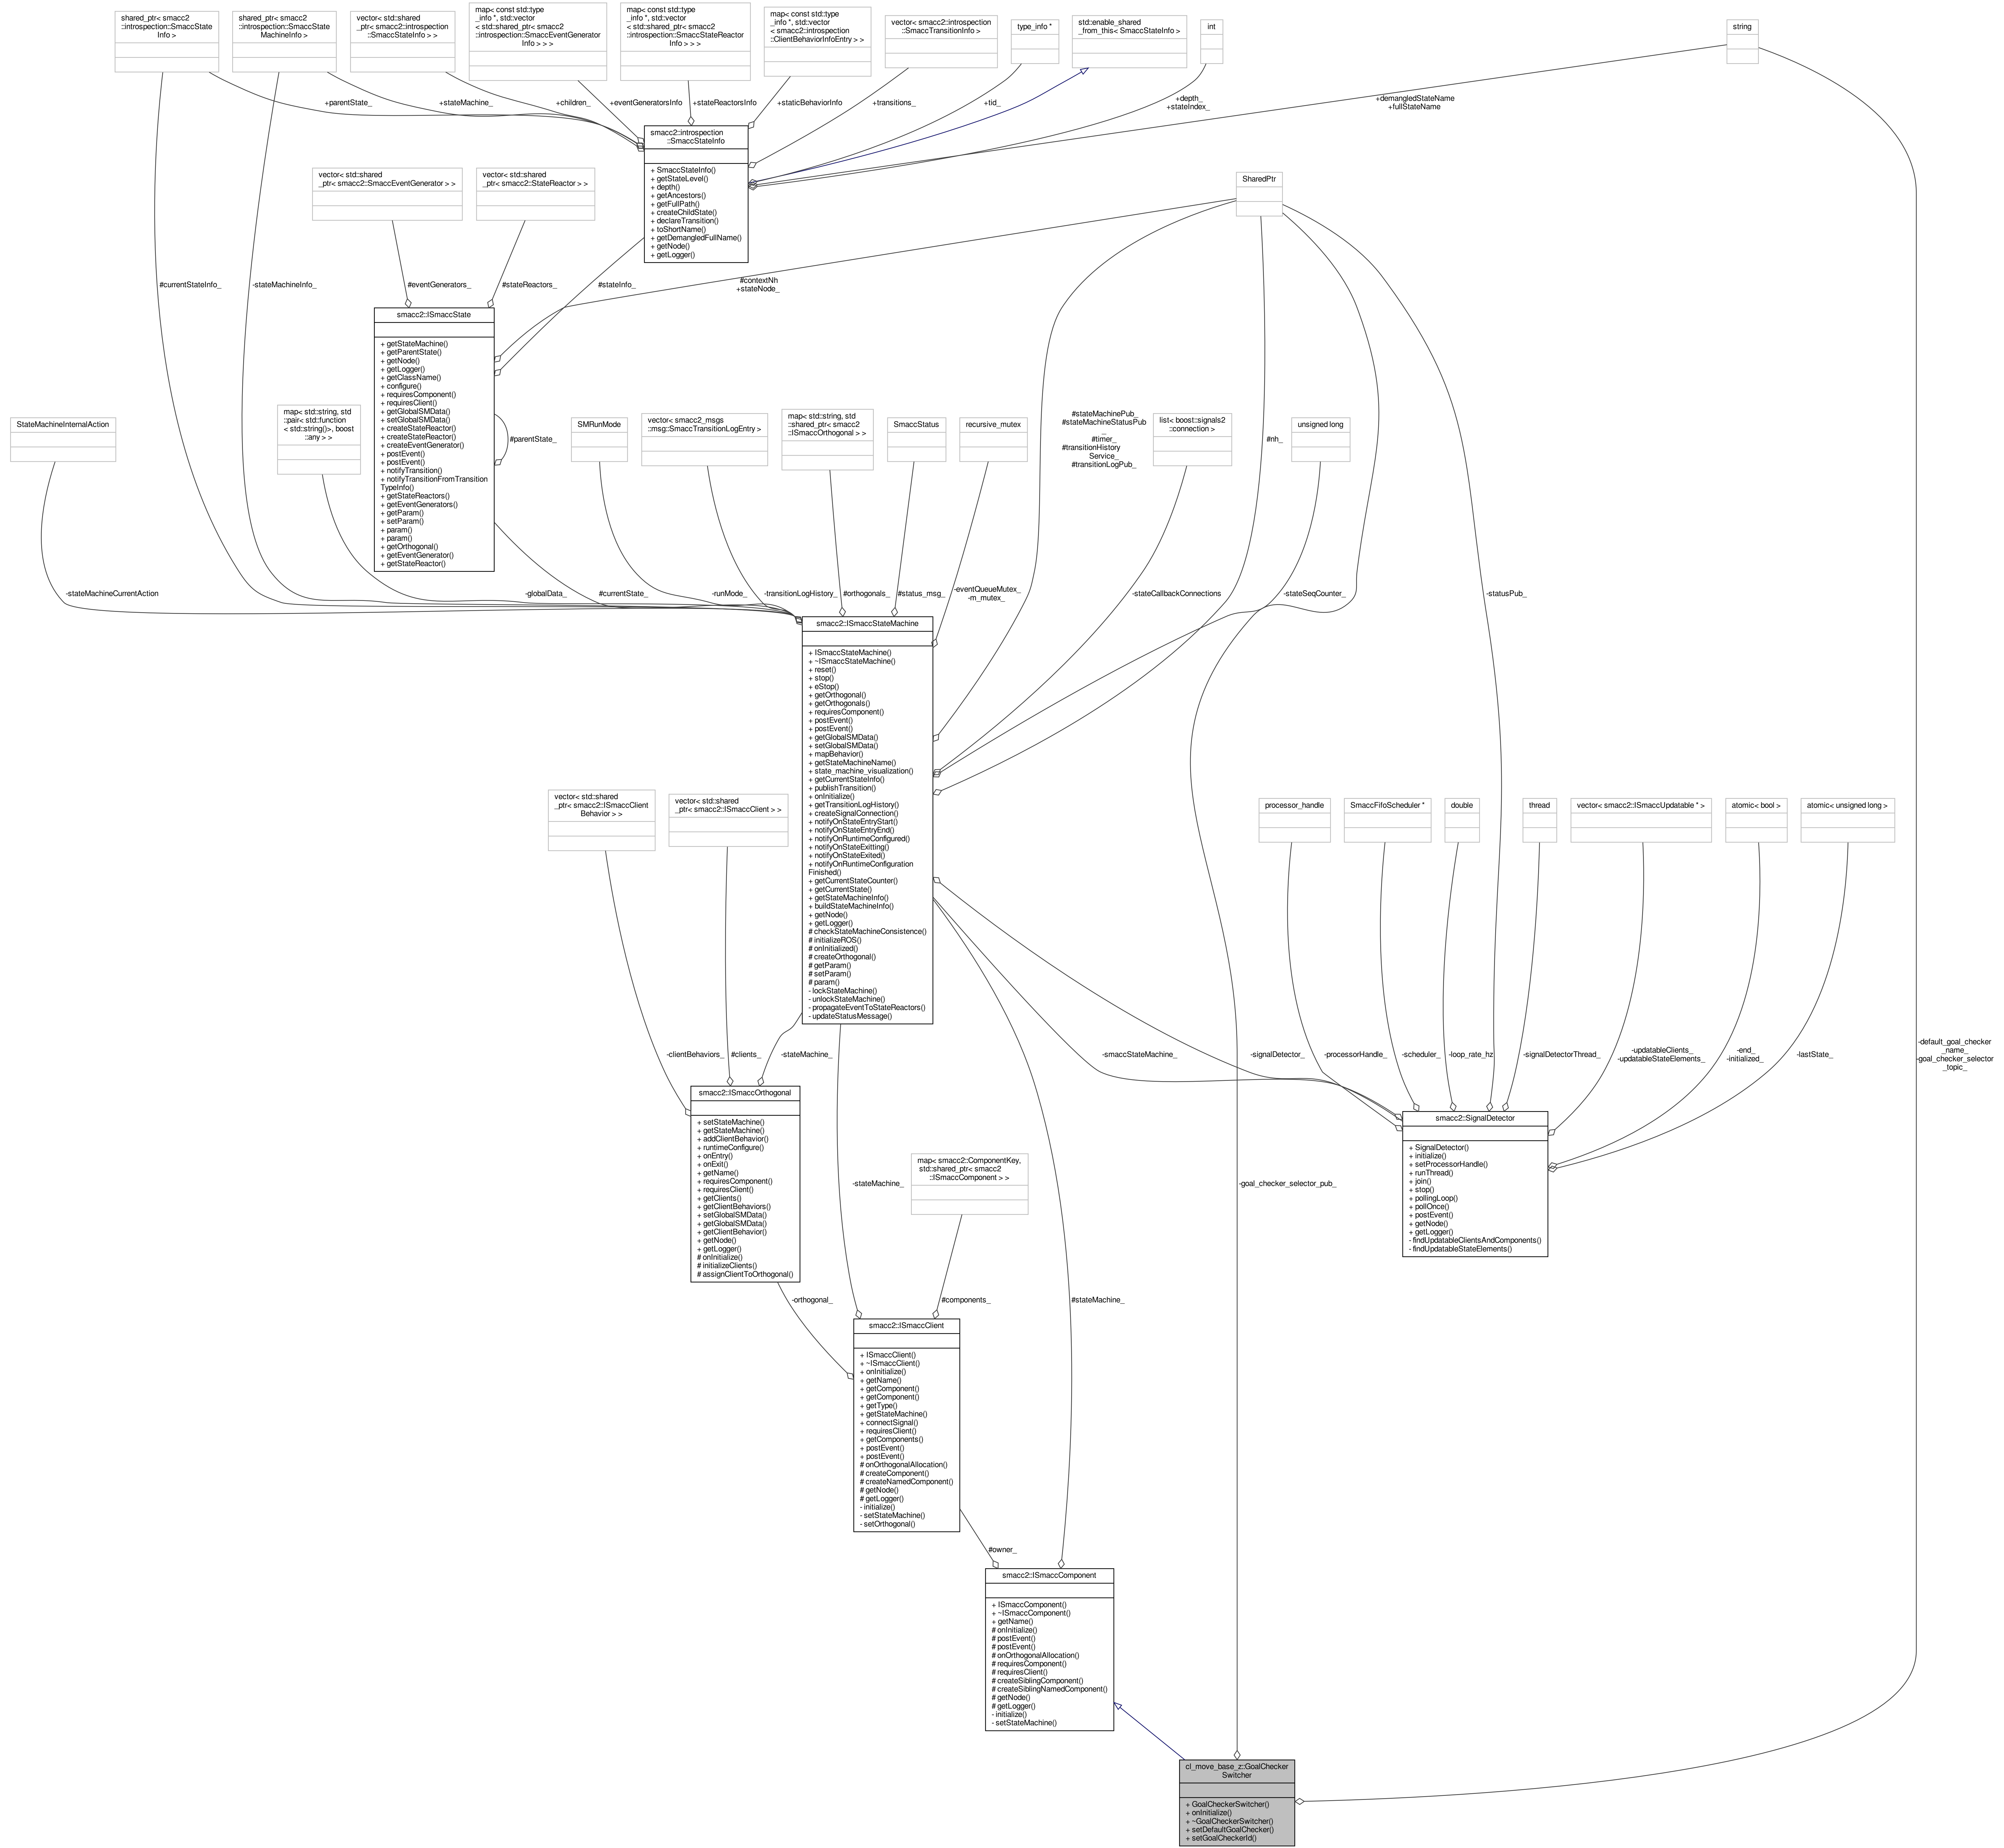 shared_ptr< smacc2
::introspection::SmaccState
Info >
shared_ptr< smacc2
::introspection::SmaccState
MachineInfo >
vector< std::shared
_ptr< smacc2::introspection
::SmaccStateInfo > >
map< const std::type
_info *, std::vector
< std::shared_ptr< smacc2
::introspection::SmaccEventGenerator
Info > > >
map< const std::type
_info *, std::vector
< std::shared_ptr< smacc2
::introspection::SmaccStateReactor
Info > > >
map< const std::type
_info *, std::vector
< smacc2::introspection
::ClientBehaviorInfoEntry > >
vector< smacc2::introspection
::SmaccTransitionInfo >
type_info *
std::enable_shared
_from_this< SmaccStateInfo >
int
string
+parentState_
+stateMachine_
+children_
+eventGeneratorsInfo
+stateReactorsInfo
+staticBehaviorInfo
+transitions_
+tid_
+depth_
+stateIndex_
+demangledStateName
+fullStateName
smacc2::introspection
::SmaccStateInfo
+ SmaccStateInfo()
+ getStateLevel()
+ depth()
+ getAncestors()
+ getFullPath()
+ createChildState()
+ declareTransition()
+ toShortName()
+ getDemangledFullName()
+ getNode()
+ getLogger()
vector< std::shared
_ptr< smacc2::SmaccEventGenerator > >
vector< std::shared
_ptr< smacc2::StateReactor > >
SharedPtr
#currentStateInfo_
-stateMachineInfo_
#eventGenerators_
#stateReactors_
#stateInfo_
#contextNh
+stateNode_
smacc2::ISmaccState
+ getStateMachine()
+ getParentState()
+ getNode()
+ getLogger()
+ getClassName()
+ configure()
+ requiresComponent()
+ requiresClient()
+ getGlobalSMData()
+ setGlobalSMData()
+ createStateReactor()
+ createStateReactor()
+ createEventGenerator()
+ postEvent()
+ postEvent()
+ notifyTransition()
+ notifyTransitionFromTransition
TypeInfo()
+ getStateReactors()
+ getEventGenerators()
+ getParam()
+ setParam()
+ param()
+ param()
+ getOrthogonal()
+ getEventGenerator()
+ getStateReactor()
#parentState_
StateMachineInternalAction
map< std::string, std
::pair< std::function
< std::string()>, boost
::any > >
SMRunMode
vector< smacc2_msgs
::msg::SmaccTransitionLogEntry >
map< std::string, std
::shared_ptr< smacc2
::ISmaccOrthogonal > >
SmaccStatus
recursive_mutex
#stateMachinePub_
#stateMachineStatusPub
_
#timer_
#transitionHistory
Service_
#transitionLogPub_
list< boost::signals2
::connection >
#nh_
unsigned long
-stateMachineCurrentAction
-globalData_
#currentState_
-runMode_
-transitionLogHistory_
#orthogonals_
#status_msg_
-eventQueueMutex_
-m_mutex_
-stateCallbackConnections
-stateSeqCounter_
-statusPub_
smacc2::ISmaccStateMachine
+ ISmaccStateMachine()
+ ~ISmaccStateMachine()
+ reset()
+ stop()
+ eStop()
+ getOrthogonal()
+ getOrthogonals()
+ requiresComponent()
+ postEvent()
+ postEvent()
+ getGlobalSMData()
+ setGlobalSMData()
+ mapBehavior()
+ getStateMachineName()
+ state_machine_visualization()
+ getCurrentStateInfo()
+ publishTransition()
+ onInitialize()
+ getTransitionLogHistory()
+ createSignalConnection()
+ notifyOnStateEntryStart()
+ notifyOnStateEntryEnd()
+ notifyOnRuntimeConfigured()
+ notifyOnStateExitting()
+ notifyOnStateExited()
+ notifyOnRuntimeConfiguration
Finished()
+ getCurrentStateCounter()
+ getCurrentState()
+ getStateMachineInfo()
+ buildStateMachineInfo()
+ getNode()
+ getLogger()
# checkStateMachineConsistence()
# initializeROS()
# onInitialized()
# createOrthogonal()
# getParam()
# setParam()
# param()
- lockStateMachine()
- unlockStateMachine()
- propagateEventToStateReactors()
- updateStatusMessage()
vector< std::shared
_ptr< smacc2::ISmaccClient
Behavior > >
vector< std::shared
_ptr< smacc2::ISmaccClient > >
processor_handle
SmaccFifoScheduler *
double
thread
vector< smacc2::ISmaccUpdatable * >
atomic< bool >
atomic< unsigned long >
-clientBehaviors_
#clients_
-stateMachine_
-smaccStateMachine_
-signalDetector_
-processorHandle_
-scheduler_
-loop_rate_hz
-signalDetectorThread_
-updatableClients_
-updatableStateElements_
-end_
-initialized_
-lastState_
-default_goal_checker
_name_
-goal_checker_selector
_topic_
smacc2::ISmaccOrthogonal
+ setStateMachine()
+ getStateMachine()
+ addClientBehavior()
+ runtimeConfigure()
+ onEntry()
+ onExit()
+ getName()
+ requiresComponent()
+ requiresClient()
+ getClients()
+ getClientBehaviors()
+ setGlobalSMData()
+ getGlobalSMData()
+ getClientBehavior()
+ getNode()
+ getLogger()
# onInitialize()
# initializeClients()
# assignClientToOrthogonal()
smacc2::SignalDetector
+ SignalDetector()
+ initialize()
+ setProcessorHandle()
+ runThread()
+ join()
+ stop()
+ pollingLoop()
+ pollOnce()
+ postEvent()
+ getNode()
+ getLogger()
- findUpdatableClientsAndComponents()
- findUpdatableStateElements()
-stateMachine_
map< smacc2::ComponentKey,
std::shared_ptr< smacc2
::ISmaccComponent > >
-goal_checker_selector_pub_
-orthogonal_
#components_
#stateMachine_
smacc2::ISmaccClient
+ ISmaccClient()
+ ~ISmaccClient()
+ onInitialize()
+ getName()
+ getComponent()
+ getComponent()
+ getType()
+ getStateMachine()
+ connectSignal()
+ requiresClient()
+ getComponents()
+ postEvent()
+ postEvent()
# onOrthogonalAllocation()
# createComponent()
# createNamedComponent()
# getNode()
# getLogger()
- initialize()
- setStateMachine()
- setOrthogonal()
#owner_
smacc2::ISmaccComponent
+ ISmaccComponent()
+ ~ISmaccComponent()
+ getName()
# onInitialize()
# postEvent()
# postEvent()
# onOrthogonalAllocation()
# requiresComponent()
# requiresClient()
# createSiblingComponent()
# createSiblingNamedComponent()
# getNode()
# getLogger()
- initialize()
- setStateMachine()
cl_move_base_z::GoalChecker
Switcher
+ GoalCheckerSwitcher()
+ onInitialize()
+ ~GoalCheckerSwitcher()
+ setDefaultGoalChecker()
+ setGoalCheckerId()